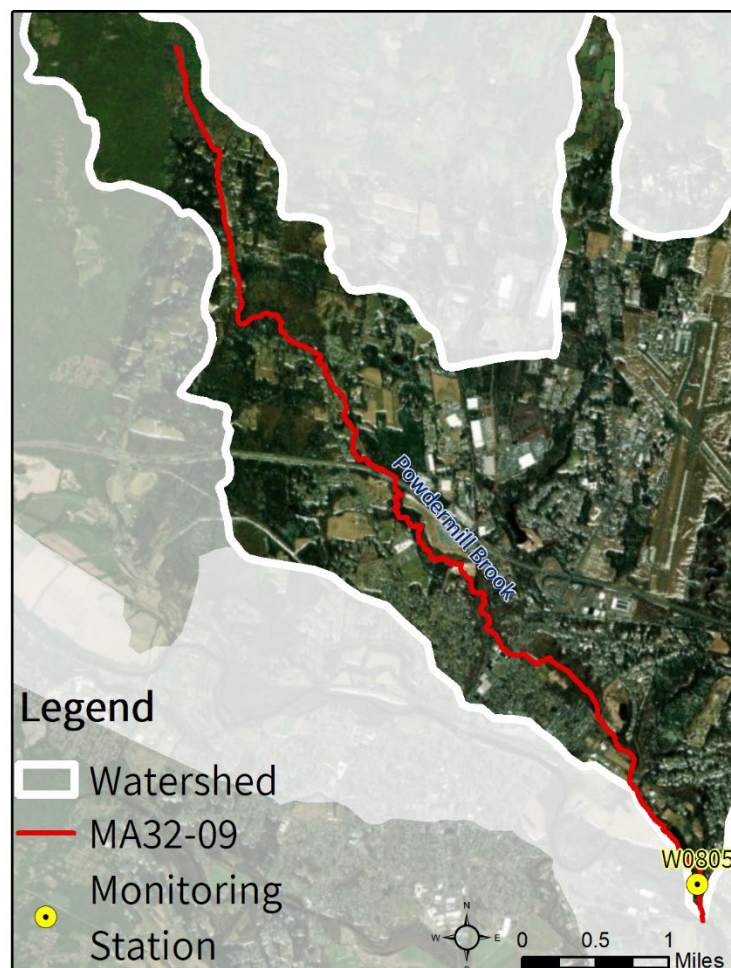 Powdermill Brook
Legend
Watershed
MA32-09
Monitoring
Station
W0805
N
W E
0 0.5 1
Miles